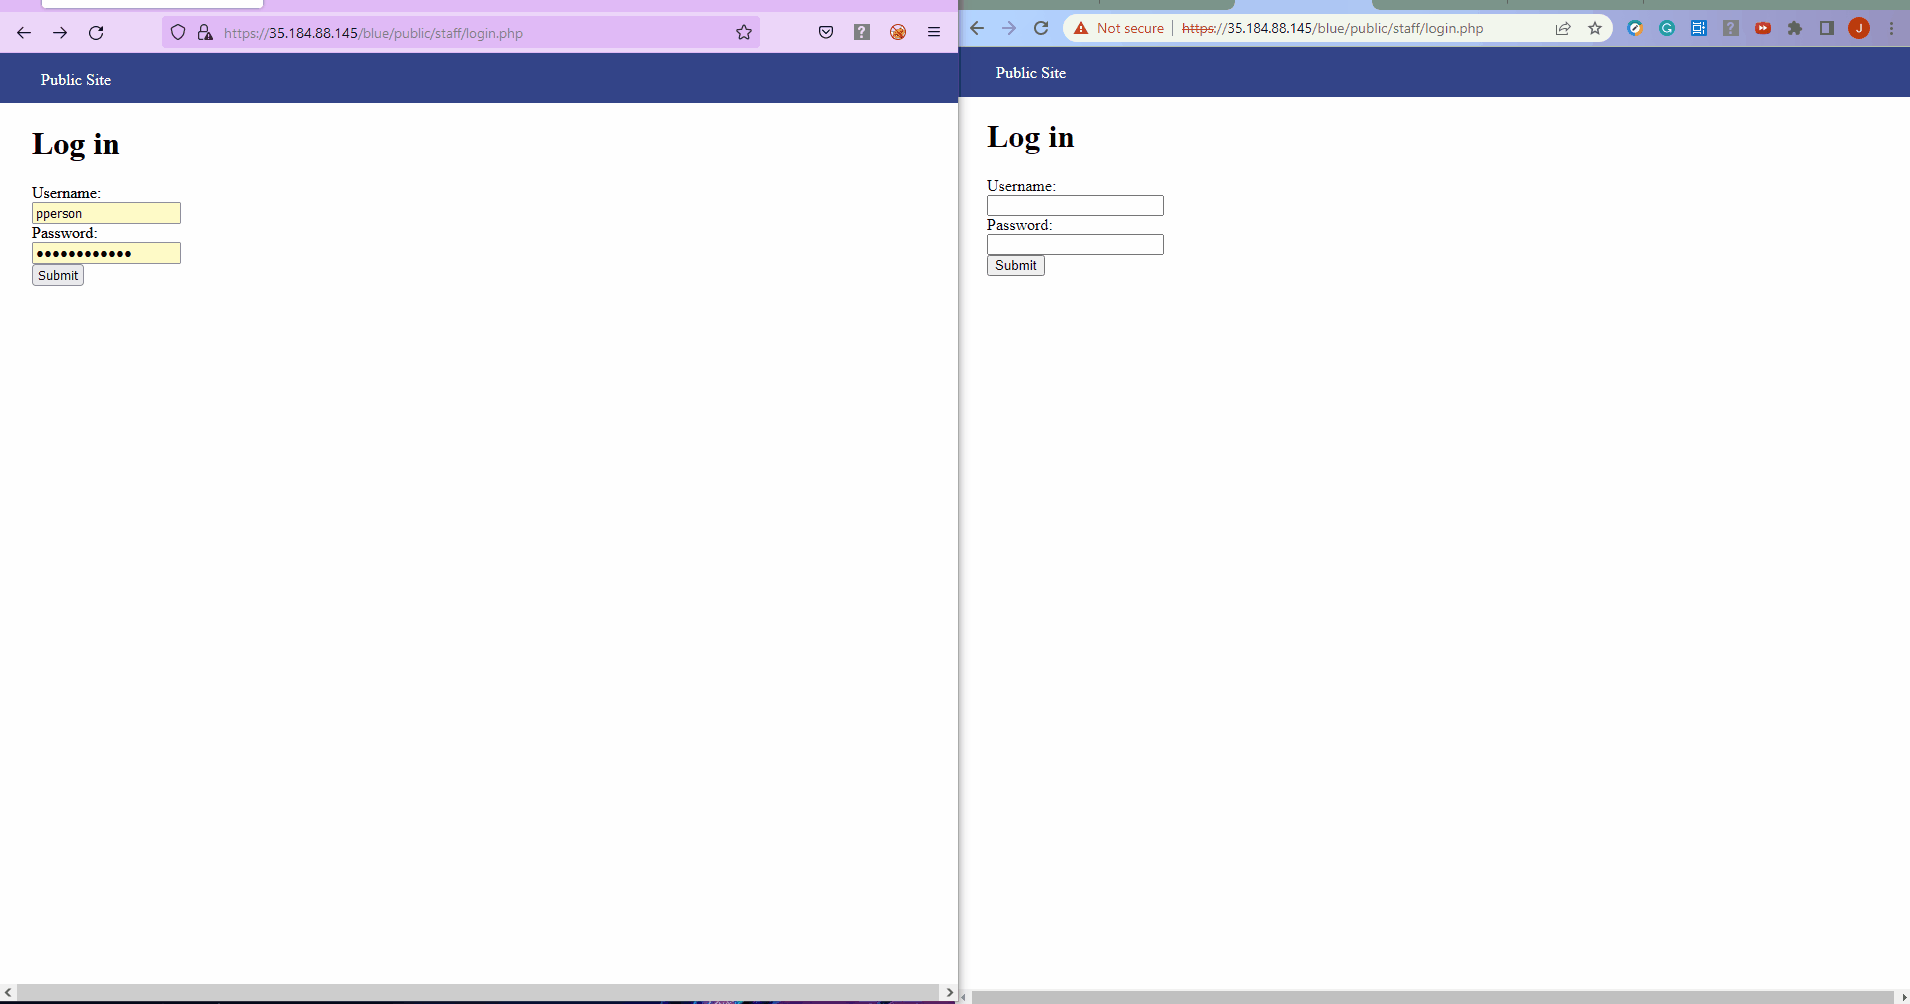 https://35.184.88.145/blue/public/staff/login.php
Public Site
Log in
Username:
pperson
Password:
••••••••••••
Submit
Not secure https://35.184.88.145/blue/public/staff/login.php
J
Public Site
Log in
Username:
Password:
Submit